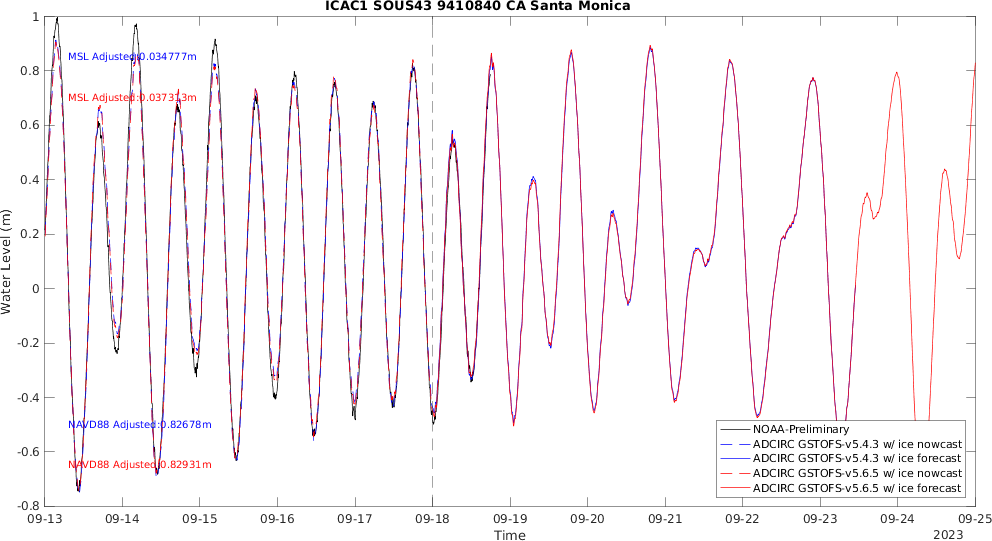 ICAC1 SOUS43 9410840 CA Santa Monica
Water Level (m)
1
0.8
0.6
0.4
0.2
0
-0.2
-0.4
-0.6
-0.8
MSL Adjusted:0.034777m
MSL Adjusted:0.037313m
NAVD88 Adjusted:0.82678m
NAVD88 Adjusted:0.82931m
NOAA-Preliminary
ADCIRC GSTOFS-v5.4.3 w/ ice nowcast
ADCIRC GSTOFS-v5.4.3 w/ ice forecast
ADCIRC GSTOFS-v5.6.5 w/ ice nowcast
ADCIRC GSTOFS-v5.6.5 w/ ice forecast
09-13 09-14 09-15 09-16 09-17 09-18 09-19 09-20 09-21 09-22 09-23 09-24 09-25
Time
2023